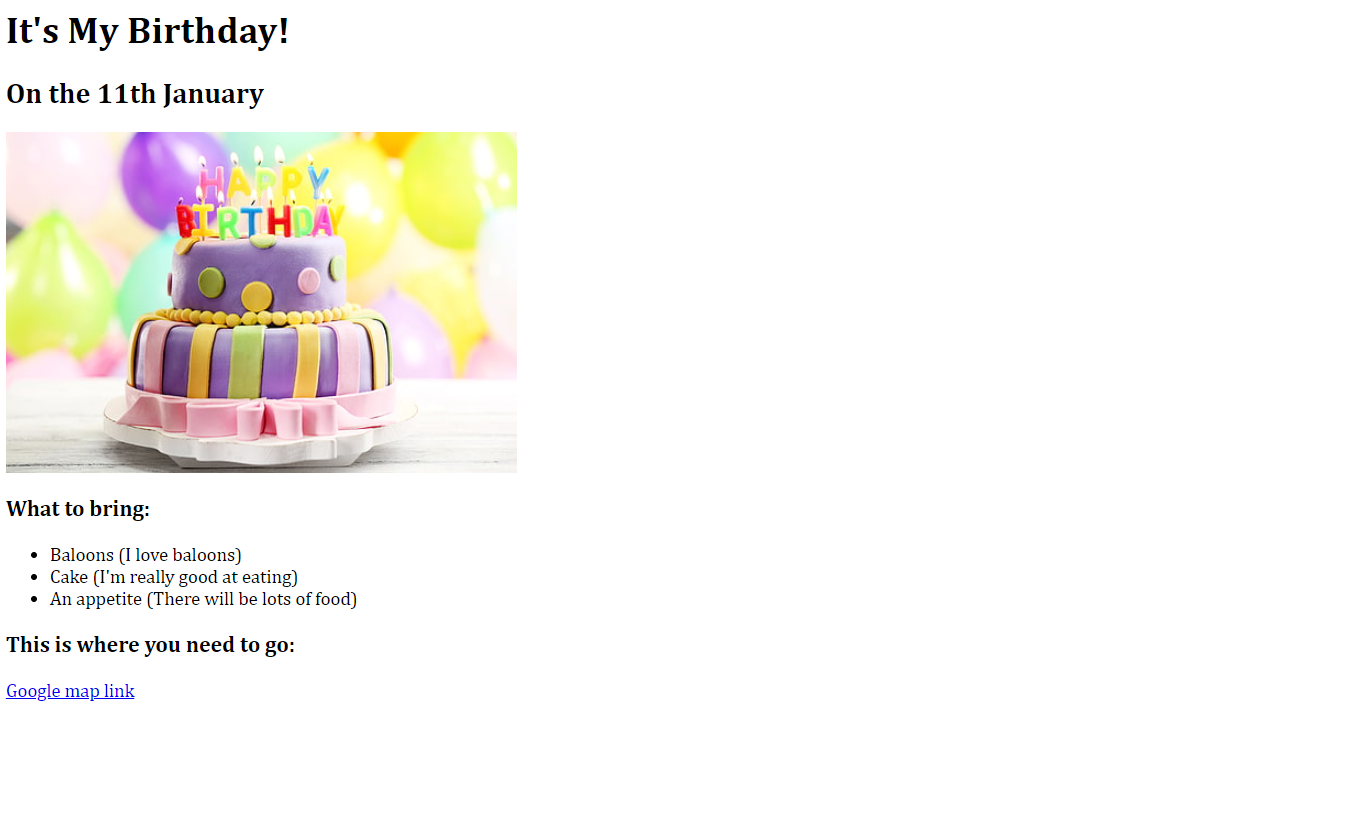 It's My Birthday!
On the 11th January
HAPPY
BIRTHDAY
What to bring:
Baloons (I love baloons)
Cake (I'm really good at eating)
An appetite (There will be lots of food)
This is where you need to go:
Google map link